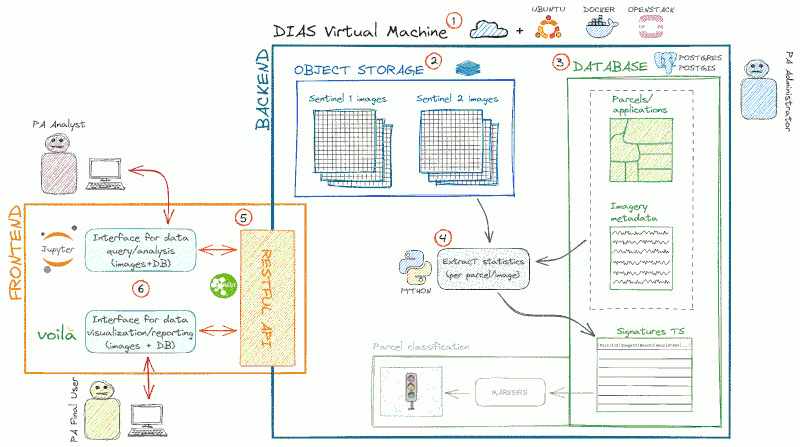 DIAS Virtual Machine
1
+
UBUNTU
DOCKER
OPENSTACK
BACKEND
OBJECT STORAGE
2
Sentinel 1 images
Sentinel 2 images
3
DATABASE
POSTGRES
POSTGIS
Parcels/
applications
Imagery
metadata
PA Administrator
PA Analyst
FRONTEND
Jupyter
Interface for data
query/analysis
(images+DB)
5
RESTFUL API
REST
6
voilà
Interface for data
visualization/reporting
(images + DB)
PA Final User
4
PYTHON
ExtracT statistics
(per parcel/image)
Signatures TS
Parcel classification
MARKERS